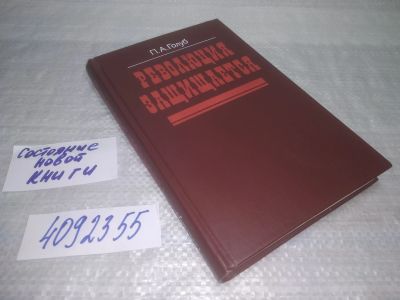 П.А.Голуб
РЕВОЛЮЦИЯ
ЗАЩИЩАЕТСЯ
Состояние
новой
книги
4092355